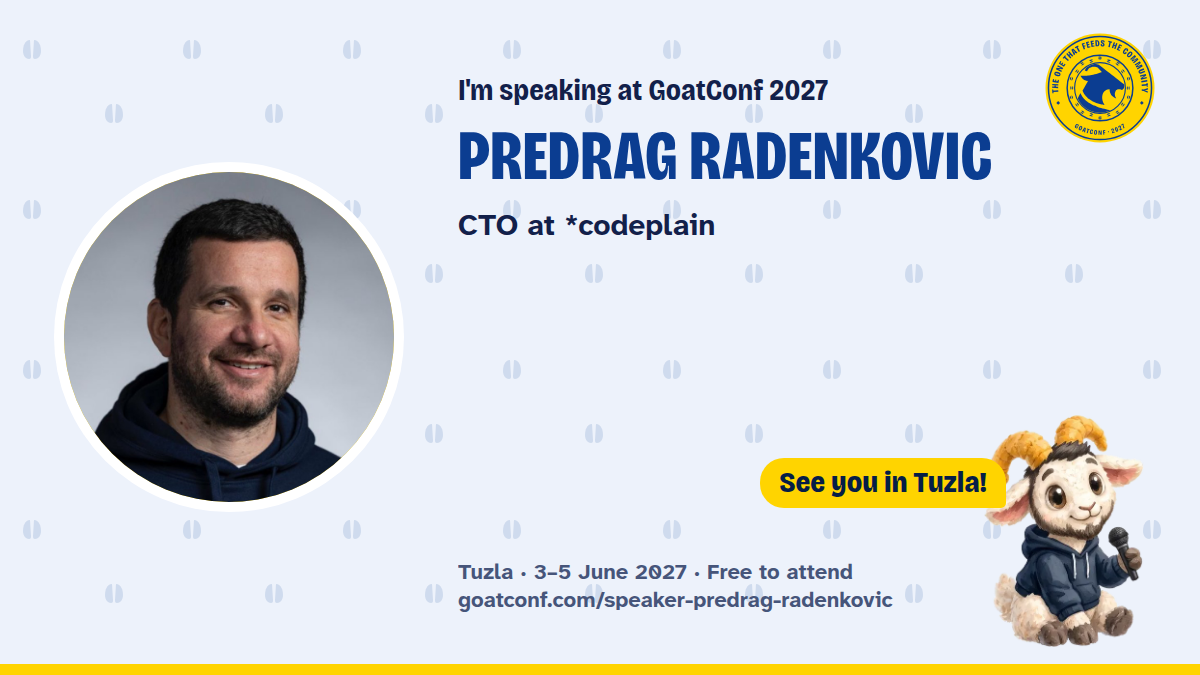 I'm speaking at GoatConf 2027
PREDRAG RADENKOVIC
CTO at *codeplain
See you in Tuzla!
Tuzla · 3–5 June 2027 · Free to attend
goatconf.com/speaker-predrag-radenkovic
THE ONE THAT FEEDS THE COMMUNITY
GOATCONF · 2027